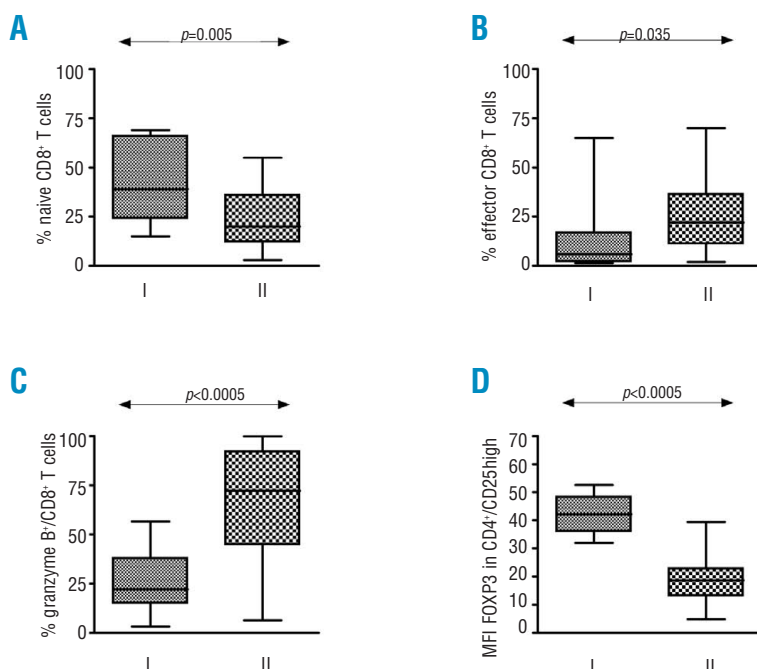 A
p=0.005
% naive CD8⁺ T cells
100
75
50
25
0
I
II
B
p=0.035
% effector CD8⁺ T cells
100
75
50
25
0
I
II
C
p<0.0005
% granzyme B⁺/CD8⁺ T cells
100
75
50
25
0
I
II
D
p<0.0005
MFI FOXP3 in CD4⁺/CD25high
70
60
50
40
30
20
10
0
I
II